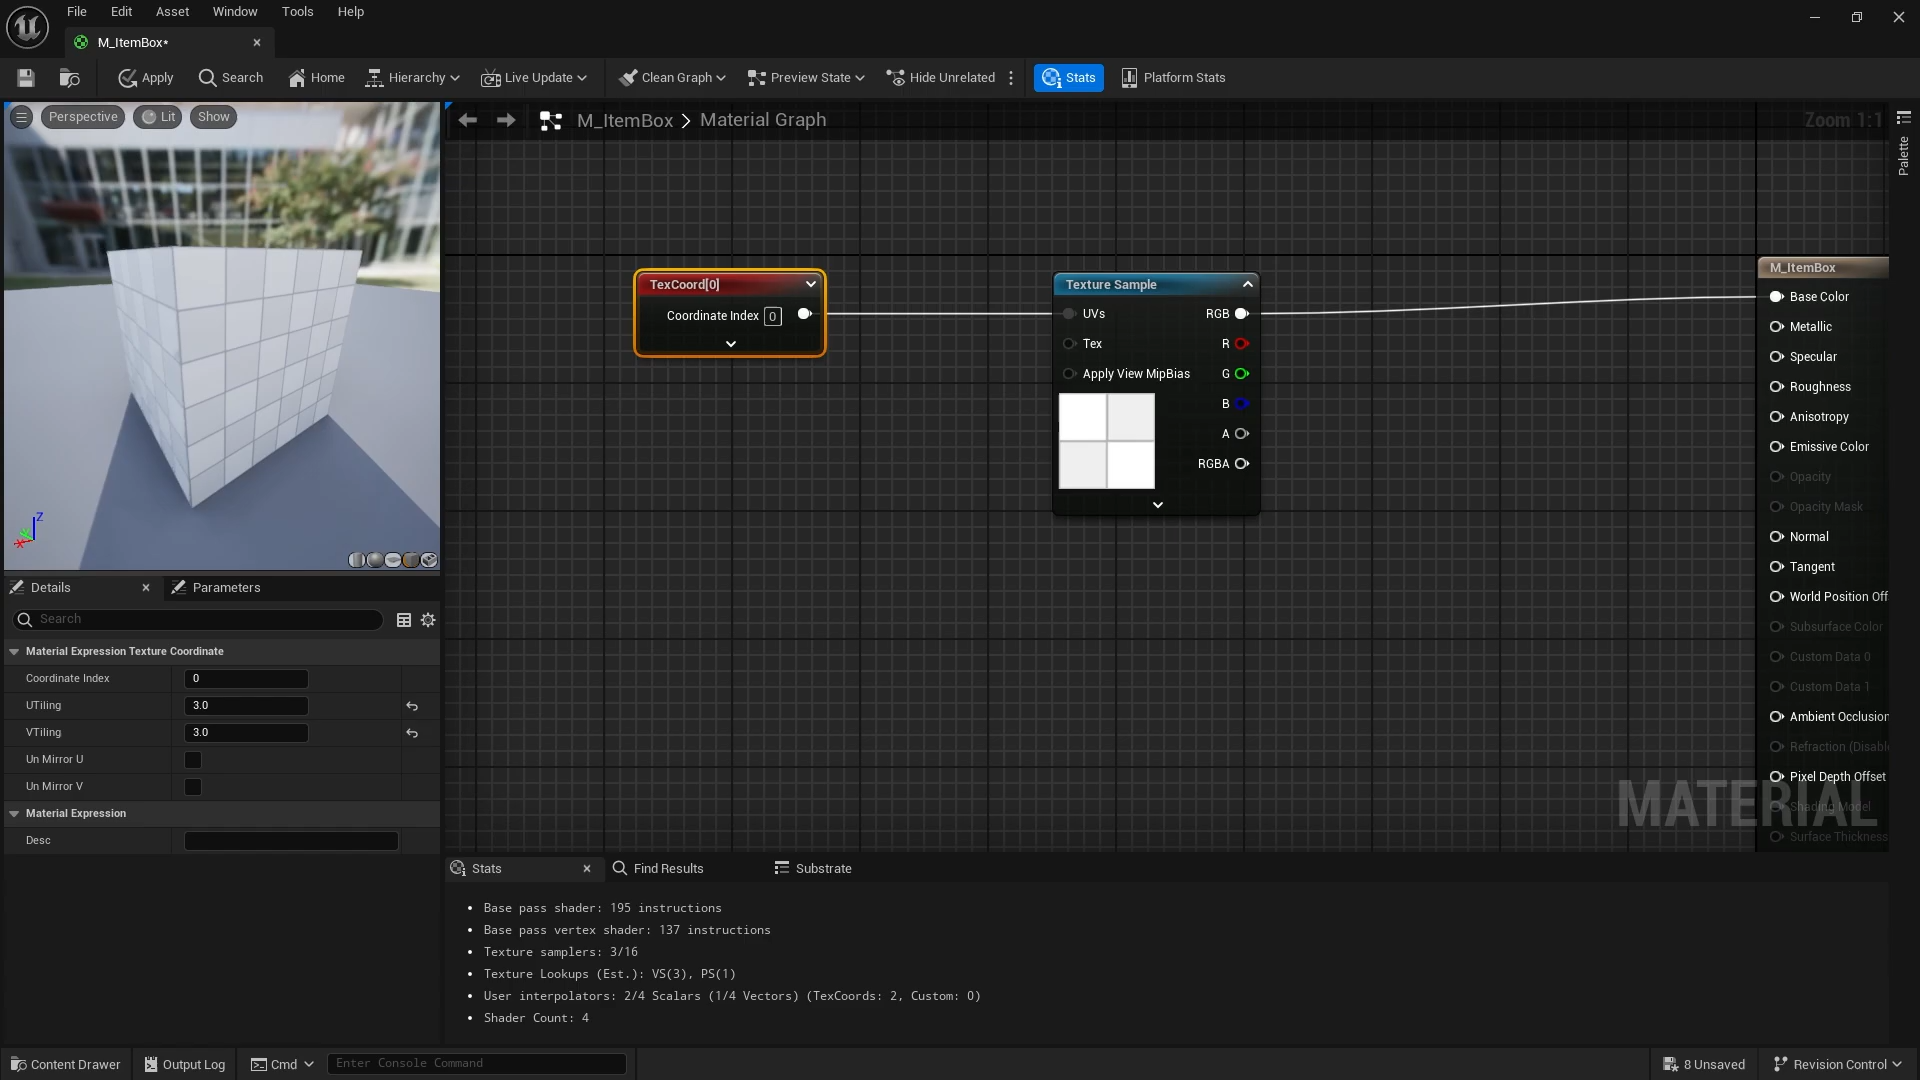 File Edit Asset Window Tools Help
M_ItemBox*
Apply Search Home Hierarchy Live Update Clean Graph Preview State Hide Unrelated Stats Platform Stats
Perspective Lit Show
M_ItemBox > Material Graph
Zoom 1:1
Palette
TexCoord[0]
Coordinate Index 0
Texture Sample
UVs RGB
Tex R
Apply View MipBias G
B
A
RGBA
M_ItemBox
Base Color
Metallic
Specular
Roughness
Anisotropy
Emissive Color
Opacity
Opacity Mask
Normal
Tangent
World Position Off
Subsurface Color
Custom Data 0
Custom Data 1
Ambient Occlusion
Refraction (Disabl
Pixel Depth Offset
Shading Model
Surface Thickness
MATERIAL
Z
X
Details Parameters
Search
Material Expression Texture Coordinate
Coordinate Index 0
UTiling 3.0
VTiling 3.0
Un Mirror U
Un Mirror V
Material Expression
Desc
Stats Find Results Substrate
• Base pass shader: 195 instructions
• Base pass vertex shader: 137 instructions
• Texture samplers: 3/16
• Texture Lookups (Est.): VS(3), PS(1)
• User interpolators: 2/4 Scalars (1/4 Vectors) (TexCoords: 2, Custom: 0)
• Shader Count: 4
Content Drawer Output Log Cmd Enter Console Command 8 Unsaved Revision Control